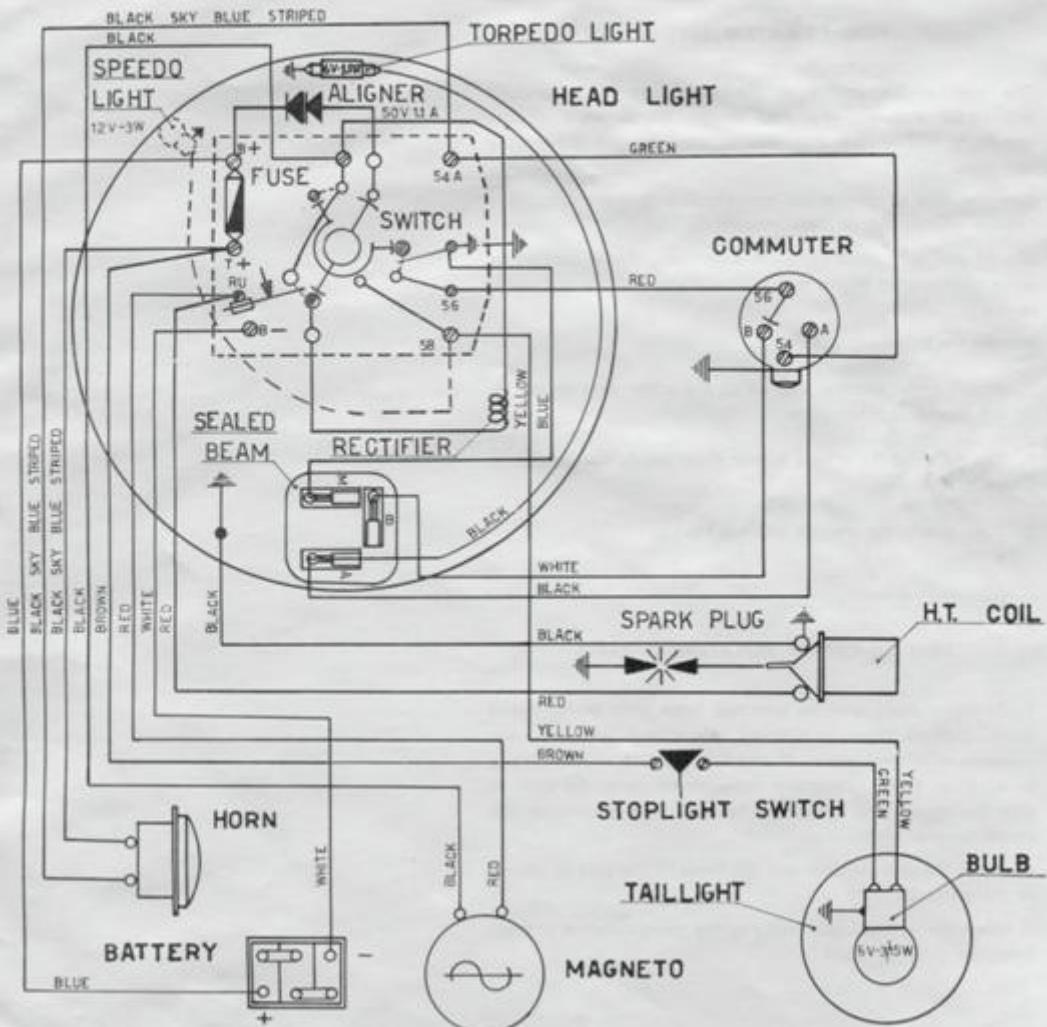 BLACK SKY BLUE STRIPED
BLACK
TORPEDO LIGHT
SPEEDO
LIGHT
12V-3W
ALIGNER
50V 1.1 A
HEAD LIGHT
B+
54 A
GREEN
FUSE
SWITCH
COMMUTER
T+
RU
RED
56
56
B-
B
A
54
58
YELLOW
BLUE
SEALED
BEAM
RECTIFIER
M
B
A
BLACK
WHITE
BLACK
BLUE
BLACK SKY BLUE STRIPED
BLACK SKY BLUE STRIPED
BLACK
BROWN
RED
WHITE
RED
BLACK
SPARK PLUG
H.T. COIL
BLACK
RED
YELLOW
BROWN
GREEN
YELLOW
STOPLIGHT SWITCH
HORN
WHITE
BLACK
RED
BULB
TAILLIGHT
BATTERY
-
MAGNETO
BLUE
+